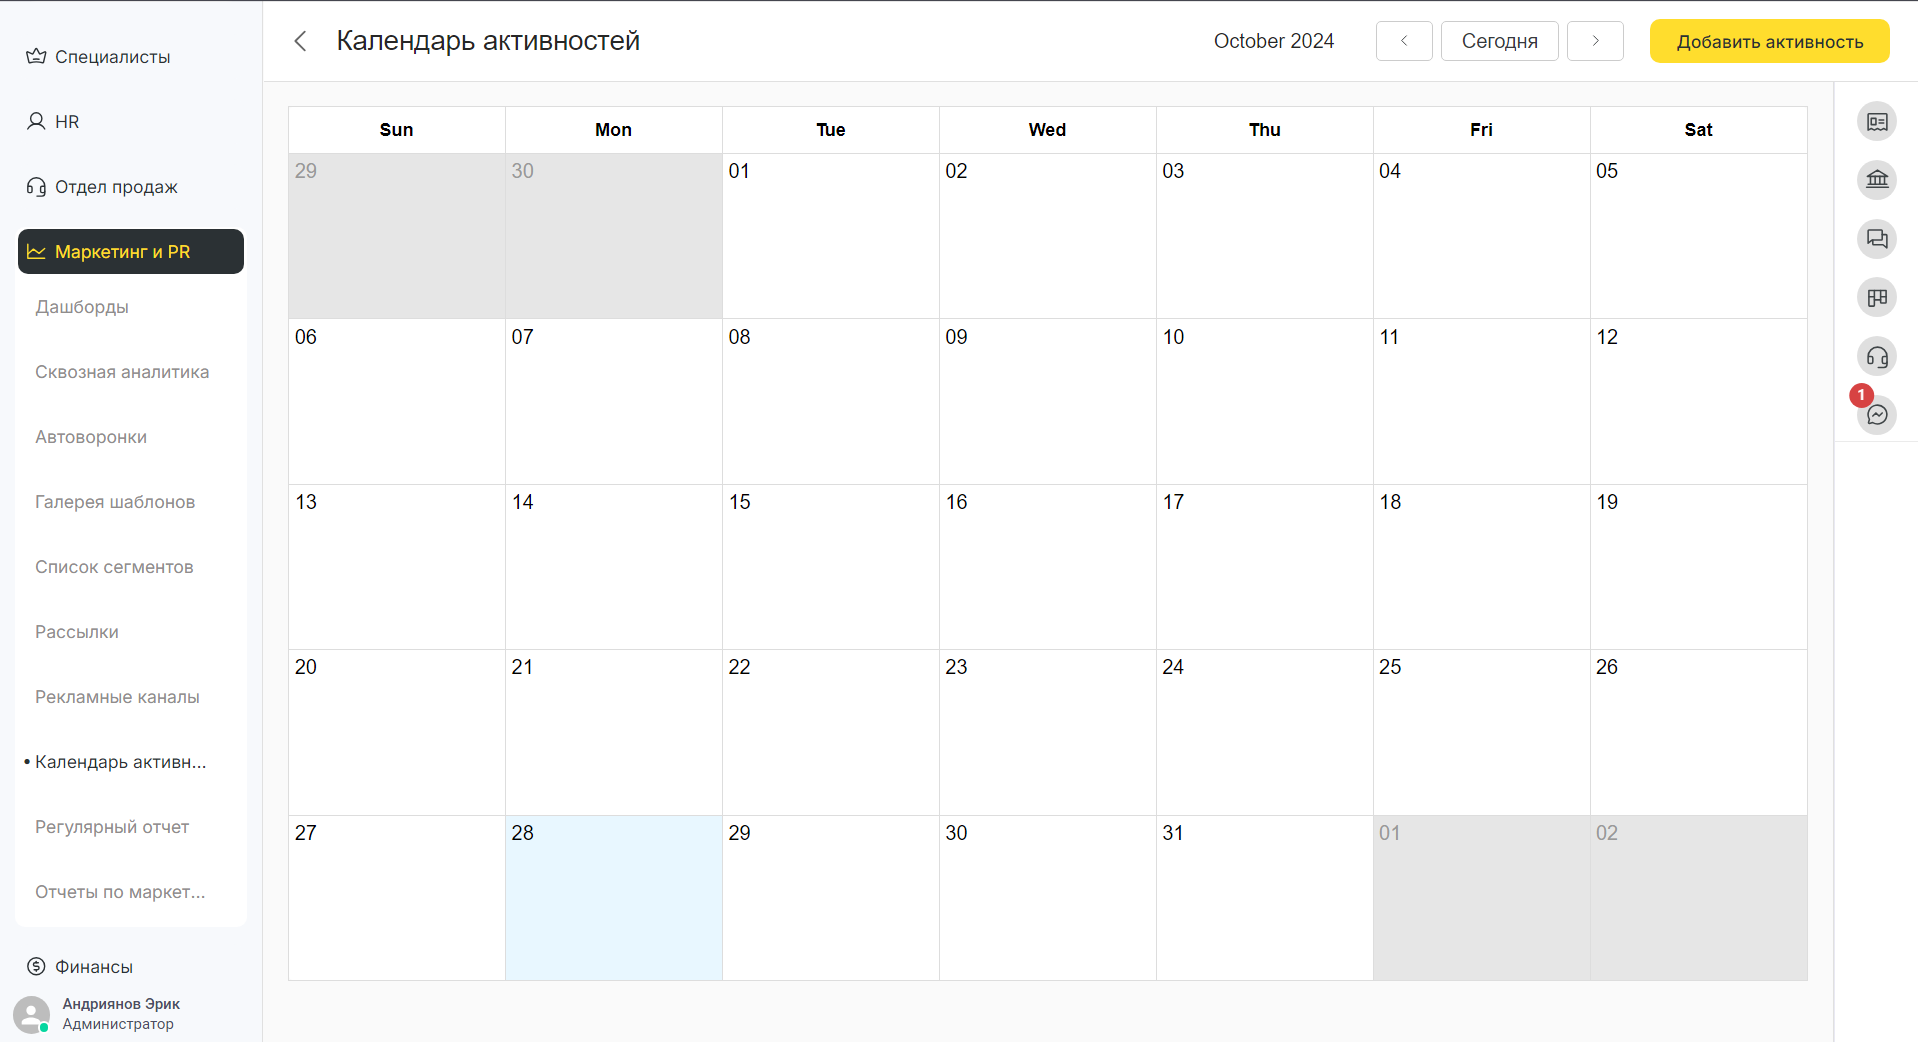 Специалисты
HR
Отдел продаж
Маркетинг и PR
Дашборды
Сквозная аналитика
Автоворонки
Галерея шаблонов
Список сегментов
Рассылки
Рекламные каналы
• Календарь активн...
Регулярный отчет
Отчеты по маркет...
Финансы
Андриянов Эрик
Администратор
Календарь активностей
October 2024
Сегодня
Добавить активность
Sun Mon Tue Wed Thu Fri Sat
29 30 01 02 03 04 05
06 07 08 09 10 11 12
13 14 15 16 17 18 19
20 21 22 23 24 25 26
27 28 29 30 31 01 02
1